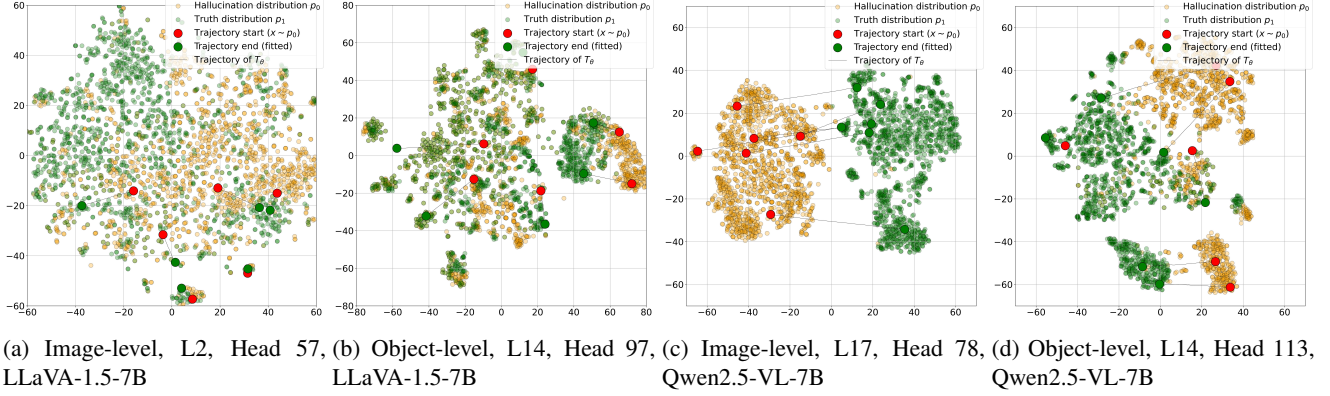 Hallucination distribution p₀
Truth distribution p₁
Trajectory start (x ~ p₀)
Trajectory end (fitted)
Trajectory of T_θ
60
40
20
0
−20
−40
−60
−60 −40 −20 0 20 40 60
Hallucination distribution p₀
Truth distribution p₁
Trajectory start (x ~ p₀)
Trajectory end (fitted)
Trajectory of T_θ
80
60
40
20
0
−20
−40
−60
−80
−80 −60 −40 −20 0 20 40 60 80
Hallucination distribution p₀
Truth distribution p₁
Trajectory start (x ~ p₀)
Trajectory end (fitted)
Trajectory of T_θ
60
40
20
0
−20
−40
−60
−60 −40 −20 0 20 40 60
Hallucination distribution p₀
Truth distribution p₁
Trajectory start (x ~ p₀)
Trajectory end (fitted)
Trajectory of T_θ
60
40
20
0
−20
−40
−60
−60 −40 −20 0 20 40 60
(a) Image-level, L2, Head 57,
LLaVA-1.5-7B
(b) Object-level, L14, Head 97,
LLaVA-1.5-7B
(c) Image-level, L17, Head 78,
Qwen2.5-VL-7B
(d) Object-level, L14, Head 113,
Qwen2.5-VL-7B